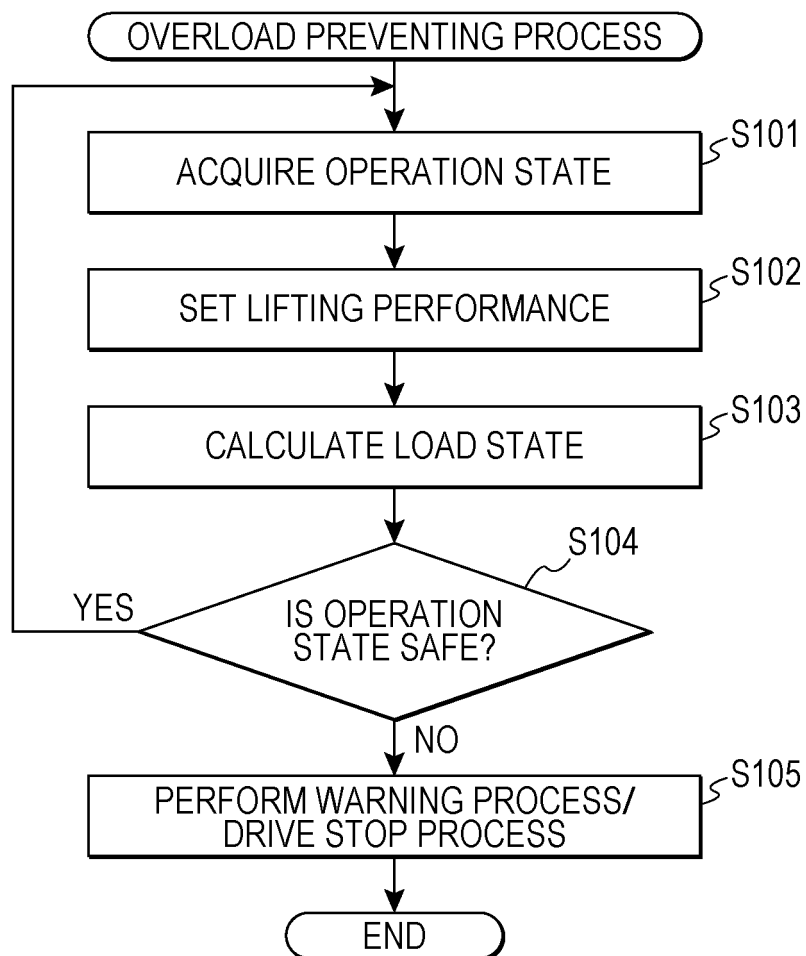 OVERLOAD PREVENTING PROCESS
S101
ACQUIRE OPERATION STATE
S102
SET LIFTING PERFORMANCE
S103
CALCULATE LOAD STATE
S104
YES
IS OPERATION
STATE SAFE?
NO
S105
PERFORM WARNING PROCESS/
DRIVE STOP PROCESS
END